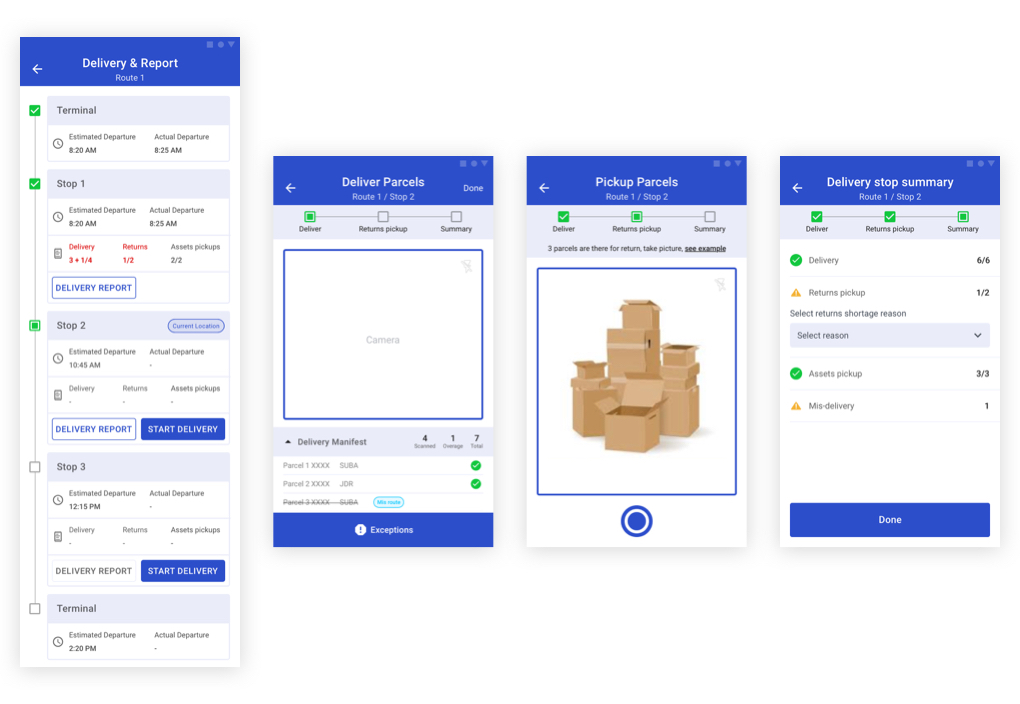 Delivery & Report
Route 1
Terminal
Estimated Departure Actual Departure
8:20 AM 8:25 AM
Stop 1
Estimated Departure Actual Departure
8:20 AM 8:25 AM
Delivery Returns Assets pickups
3 + 1/4 1/2 2/2
DELIVERY REPORT
Stop 2 Current Location
Estimated Departure Actual Departure
10:45 AM -
Delivery Returns Assets pickups
- - -
DELIVERY REPORT START DELIVERY
Stop 3
Estimated Departure Actual Departure
12:15 PM -
Delivery Returns Assets pickups
- - -
DELIVERY REPORT START DELIVERY
Terminal
Estimated Departure Actual Departure
2:20 PM -
Deliver Parcels Done
Route 1 / Stop 2
Deliver Returns pickup Summary
Camera
Delivery Manifest 4 1 7
Scanned Overage Total
Parcel 1 XXXX SUBA
Parcel 2 XXXX JDR
Parcel 3 XXXX SUBA Mis route
Exceptions
Pickup Parcels
Route 1 / Stop 2
Deliver Returns pickup Summary
3 parcels are there for return, take picture, see example
1
Delivery stop summary
Route 1 / Stop 2
Deliver Returns pickup Summary
Delivery 6/6
Returns pickup 1/2
Select returns shortage reason
Select reason
Assets pickup 3/3
Mis-delivery 1
Done